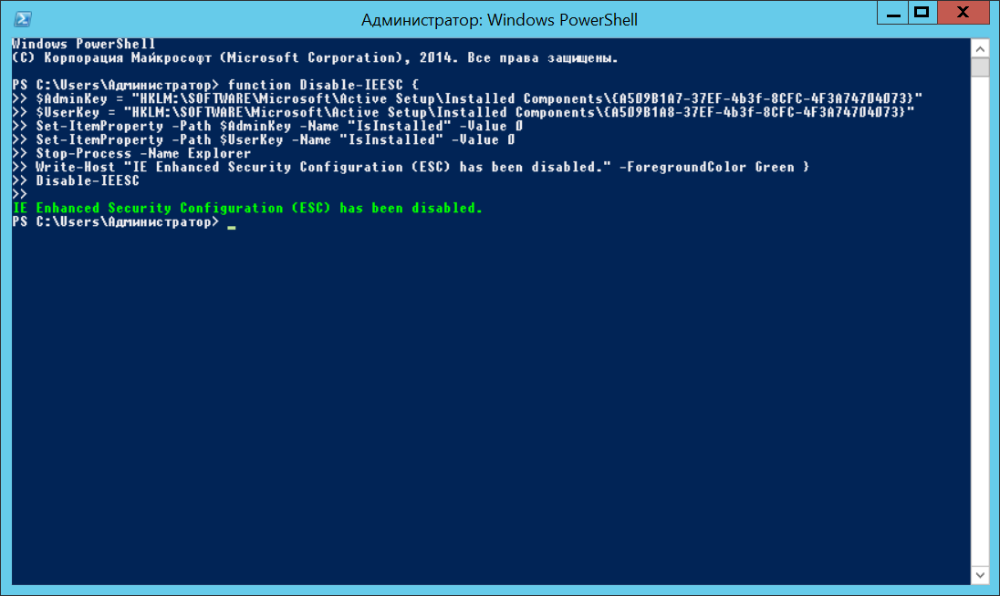 Администратор: Windows PowerShell
Windows PowerShell
(C) Корпорация Майкрософт (Microsoft Corporation), 2014. Все права защищены.
PS C:\Users\Администратор> function Disable-IEESC {
>> $AdminKey = "HKLM:\SOFTWARE\Microsoft\Active Setup\Installed Components\{A509B1A7-37EF-4b3f-8CFC-4F3A74704073}"
>> $UserKey = "HKLM:\SOFTWARE\Microsoft\Active Setup\Installed Components\{A509B1A8-37EF-4b3f-8CFC-4F3A74704073}"
>> Set-ItemProperty -Path $AdminKey -Name "IsInstalled" -Value 0
>> Set-ItemProperty -Path $UserKey -Name "IsInstalled" -Value 0
>> Stop-Process -Name Explorer
>> Write-Host "IE Enhanced Security Configuration (ESC) has been disabled." -ForegroundColor Green }
>> Disable-IEESC
>>
IE Enhanced Security Configuration (ESC) has been disabled.
PS C:\Users\Администратор> _